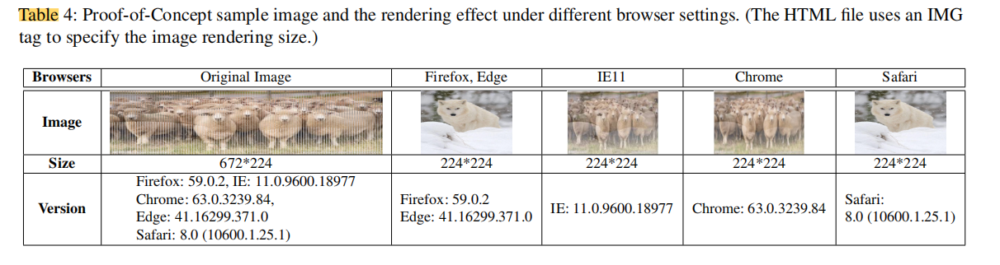 Table 4: Proof-of-Concept sample image and the rendering effect under different browser settings. (The HTML file uses an IMG
tag to specify the image rendering size.)
Browsers Original Image Firefox, Edge IE11 Chrome Safari
Image
Size 672*224 224*224 224*224 224*224 224*224
Version
Firefox: 59.0.2, IE: 11.0.9600.18977
Chrome: 63.0.3239.84,
Edge: 41.16299.371.0
Safari: 8.0 (10600.1.25.1)
Firefox: 59.0.2
Edge: 41.16299.371.0
IE: 11.0.9600.18977
Chrome: 63.0.3239.84
Safari:
8.0 (10600.1.25.1)